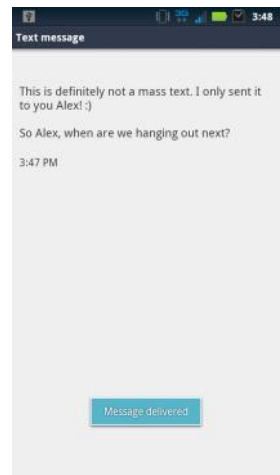 3G
3:48
Text message
This is definitely not a mass text. I only sent it
to you Alex! :)
So Alex, when are we hanging out next?
3:47 PM
Message delivered